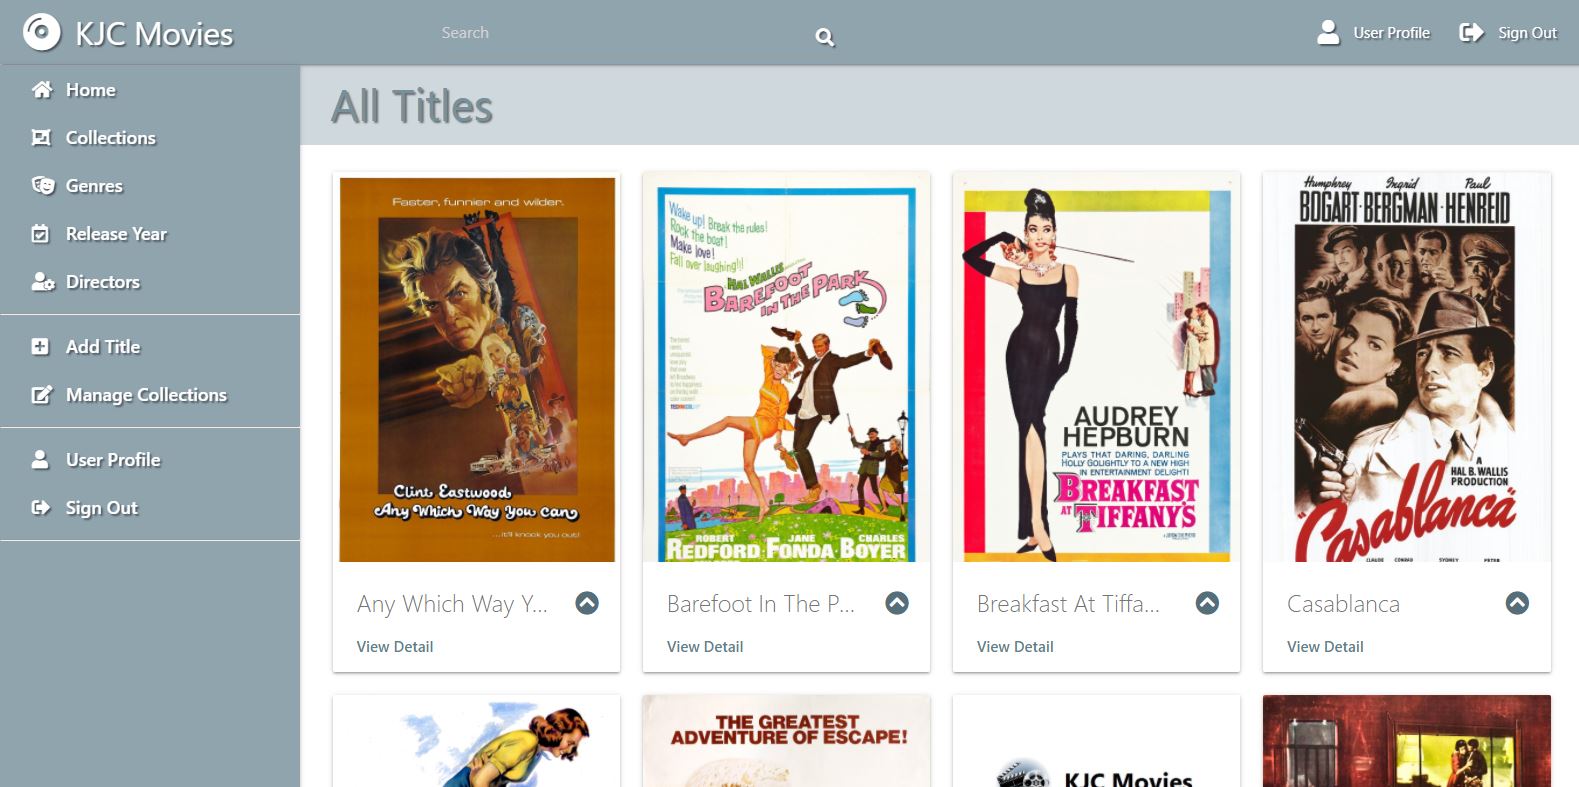 KJC Movies
Search
User Profile
Sign Out
Home
Collections
Genres
Release Year
Directors
Add Title
Manage Collections
User Profile
Sign Out
All Titles
Faster, funnier and wilder.
Clint Eastwood
Any Which Way You Can
...it'll knock you out!
Any Which Way Y...
View Detail
Wake up! Break the rules!
Rock the boat!
Make love!
Fall over laughing!!!
HAL WALLIS
BAREFOOT
IN THE PARK
TECHNICOLOR
ROBERT JANE CHARLES
REDFORD·FONDA·BOYER
Barefoot In The P...
View Detail
AUDREY
HEPBURN
PLAYS THAT DARING, DARLING
HOLLY GOLIGHTLY TO A NEW HIGH
IN ENTERTAINMENT DELIGHT!
BREAKFAST
AT TIFFANY'S
Breakfast At Tiffa...
View Detail
Humphrey Ingrid Paul
BOGART·BERGMAN·HENREID
A
HAL B. WALLIS
PRODUCTION
"Casablanca"
CLAUDE CONRAD SYDNEY PETER
Casablanca
View Detail
THE GREATEST
ADVENTURE OF ESCAPE!
KJC Movies